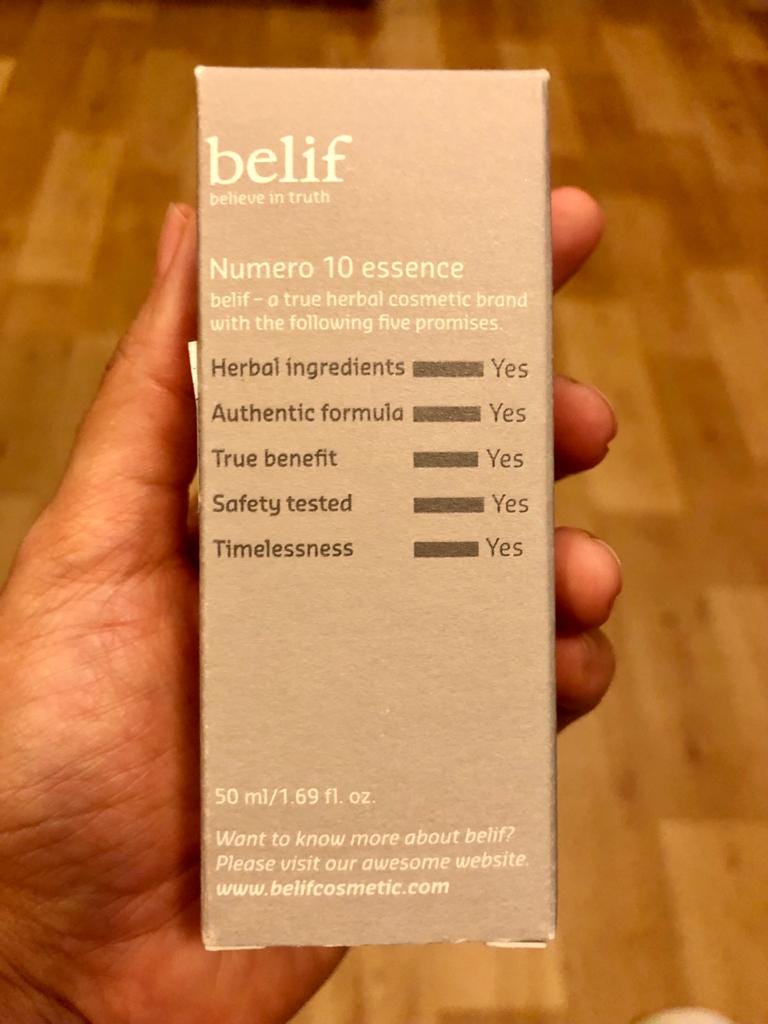 belif
believe in truth
Numero 10 essence
belif – a true herbal cosmetic brand
with the following five promises.
Herbal ingredients Yes
Authentic formula Yes
True benefit Yes
Safety tested Yes
Timelessness Yes
50 ml/1.69 fl. oz.
Want to know more about belif?
Please visit our awesome website.
www.belifcosmetic.com